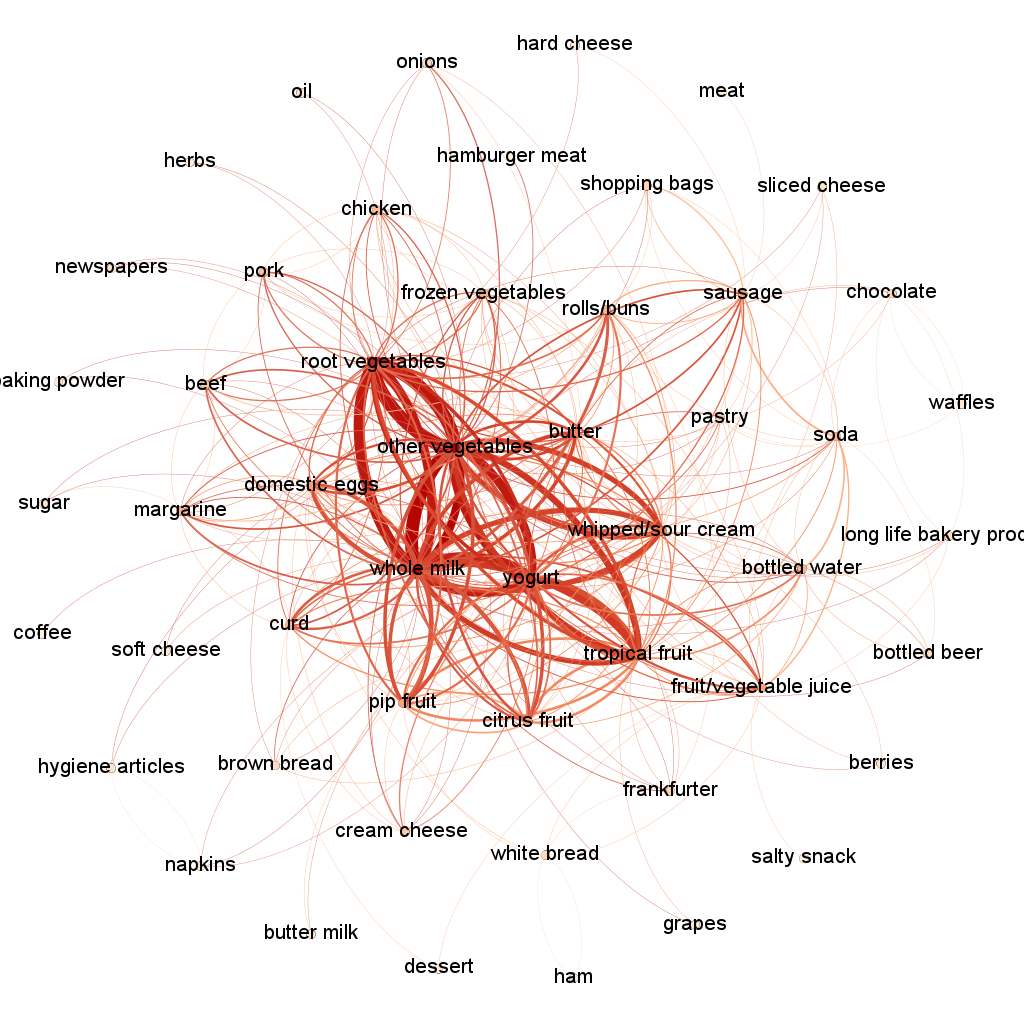 hard cheese
onions
oil
meat
hamburger meat
herbs
shopping bags
sliced cheese
chicken
newspapers
pork
frozen vegetables
sausage
chocolate
rolls/buns
root vegetables
baking powder
beef
waffles
pastry
butter
soda
other vegetables
domestic eggs
sugar
margarine
whipped/sour cream
long life bakery prod
whole milk
bottled water
yogurt
curd
coffee
soft cheese
tropical fruit
bottled beer
fruit/vegetable juice
pip fruit
citrus fruit
hygiene articles
brown bread
berries
frankfurter
cream cheese
white bread
salty snack
napkins
grapes
butter milk
dessert
ham